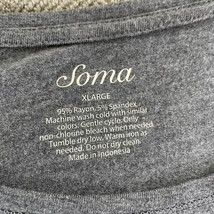 Soma
XLARGE
95% Rayon, 5% Spandex
Machine wash cold with similar
colors. Gentle cycle. Only
non-chlorine bleach when needed.
Tumble dry low. Warm iron as
needed. Do not dry clean.
Made in Indonesia